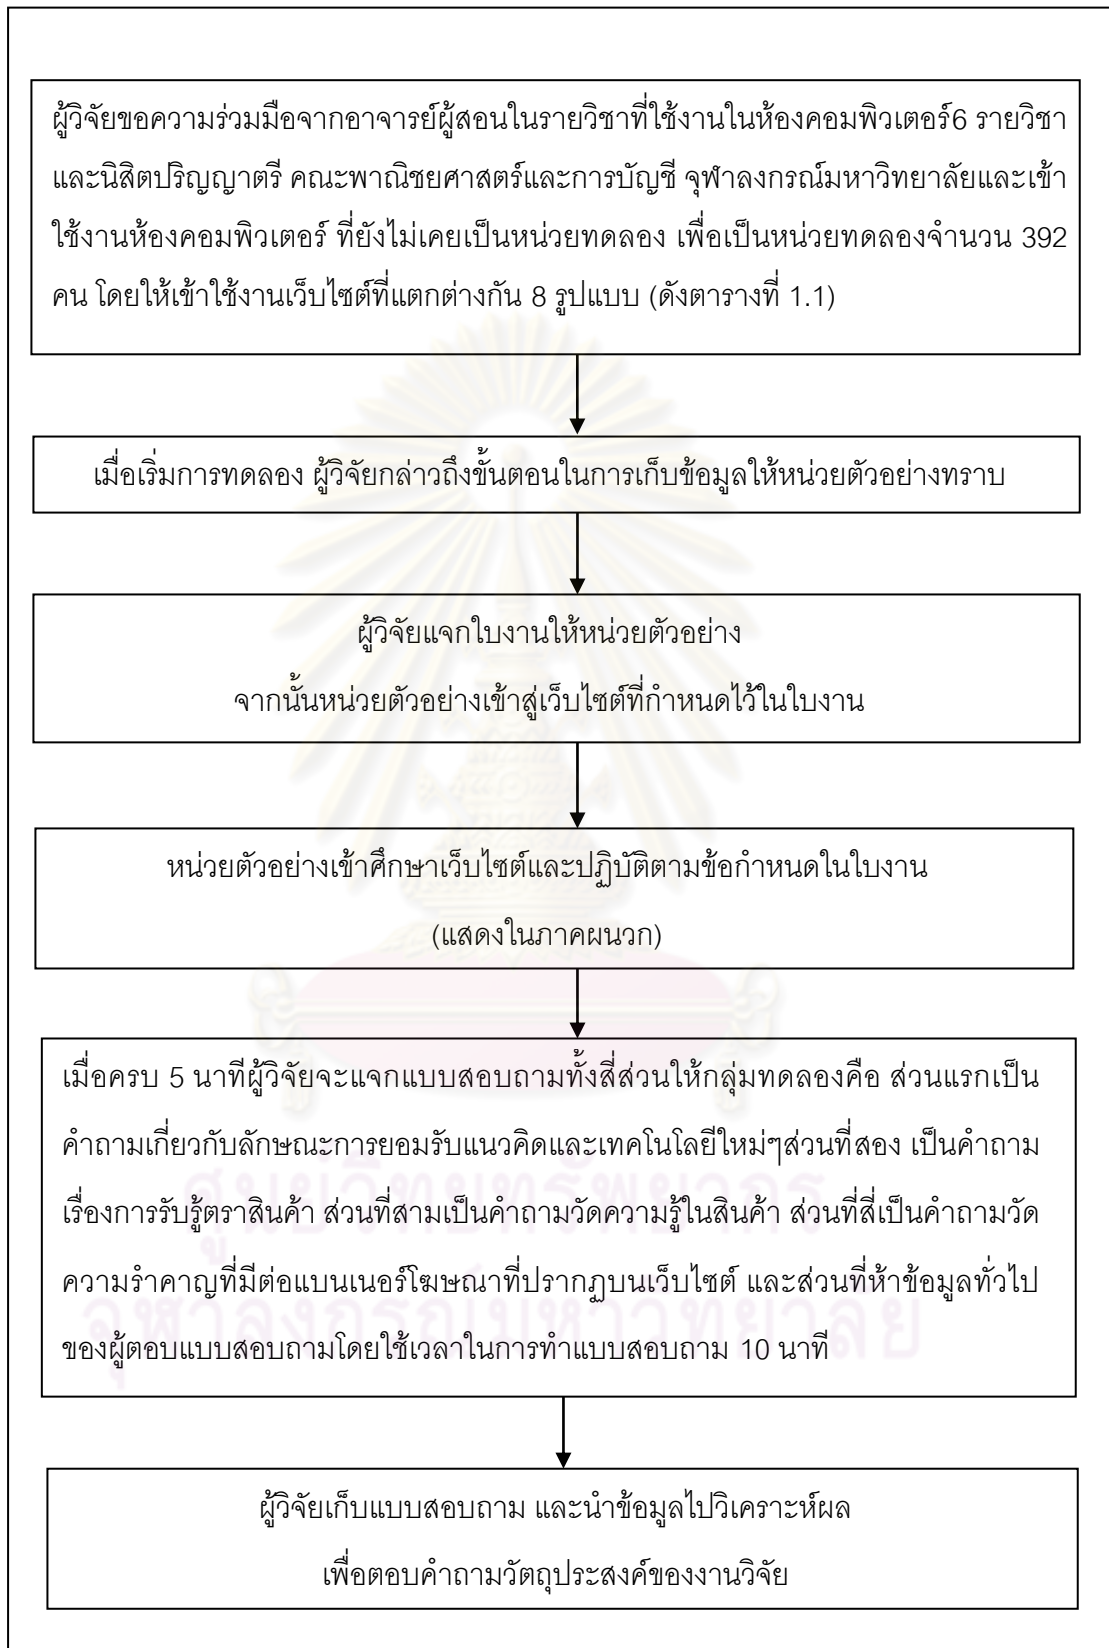 ผู้วิจัยขอความร่วมมือจากอาจารย์ผู้สอนในรายวิชาที่ใช้งานในห้องคอมพิวเตอร์6 รายวิชา
และนิสิตปริญญาตรี คณะพาณิชยศาสตร์และการบัญชี จุฬาลงกรณ์มหาวิทยาลัยและเข้า
ใช้งานห้องคอมพิวเตอร์ ที่ยังไม่เคยเป็นหน่วยทดลอง เพื่อเป็นหน่วยทดลองจำนวน 392
คน โดยให้เข้าใช้งานเว็บไซต์ที่แตกต่างกัน 8 รูปแบบ (ดังตารางที่ 1.1)
เมื่อเริ่มการทดลอง ผู้วิจัยกล่าวถึงขั้นตอนในการเก็บข้อมูลให้หน่วยตัวอย่างทราบ
ผู้วิจัยแจกใบงานให้หน่วยตัวอย่าง
จากนั้นหน่วยตัวอย่างเข้าสู่เว็บไซต์ที่กำหนดไว้ในใบงาน
หน่วยตัวอย่างเข้าศึกษาเว็บไซต์และปฏิบัติตามข้อกำหนดในใบงาน
(แสดงในภาคผนวก)
เมื่อครบ 5 นาทีผู้วิจัยจะแจกแบบสอบถามทั้งสี่ส่วนให้กลุ่มทดลองคือ ส่วนแรกเป็น
คำถามเกี่ยวกับลักษณะการยอมรับแนวคิดและเทคโนโลยีใหม่ๆส่วนที่สอง เป็นคำถาม
เรื่องการรับรู้ตราสินค้า ส่วนที่สามเป็นคำถามวัดความรู้ในสินค้า ส่วนที่สี่เป็นคำถามวัด
ความรำคาญที่มีต่อแบนเนอร์โฆษณาที่ปรากฏบนเว็บไซต์ และส่วนที่ห้าข้อมูลทั่วไป
ของผู้ตอบแบบสอบถามโดยใช้เวลาในการทำแบบสอบถาม 10 นาที
ศูนย์วิทยทรัพยากร
จุฬาลงกรณ์มหาวิทยาลัย
ผู้วิจัยเก็บแบบสอบถาม และนำข้อมูลไปวิเคราะห์ผล
เพื่อตอบคำถามวัตถุประสงค์ของงานวิจัย